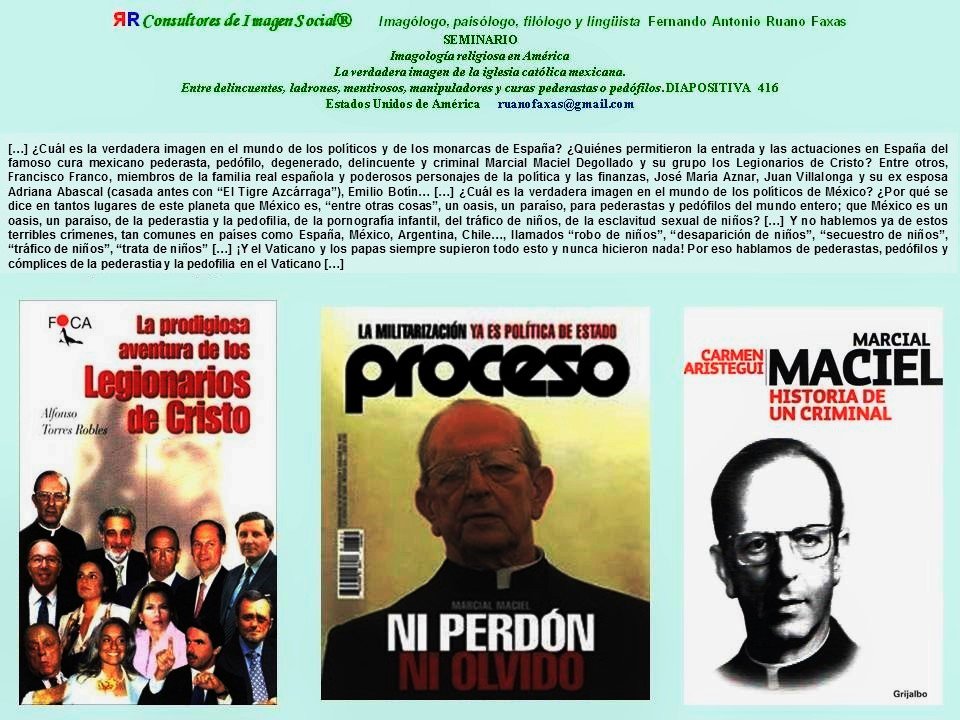 ЯR Consultores de Imagen Social® Imagólogo, paisólogo, filólogo y lingüista Fernando Antonio Ruano Faxas
SEMINARIO
Imagología religiosa en América
La verdadera imagen de la iglesia católica mexicana.
Entre delincuentes, ladrones, mentirosos, manipuladores y curas pederastas o pedófilos. DIAPOSITIVA 416
Estados Unidos de América ruanofaxas@gmail.com
[…] ¿Cuál es la verdadera imagen en el mundo de los políticos y de los monarcas de España? ¿Quiénes permitieron la entrada y las actuaciones en España del
famoso cura mexicano pederasta, pedófilo, degenerado, delincuente y criminal Marcial Maciel Degollado y su grupo los Legionarios de Cristo? Entre otros,
Francisco Franco, miembros de la familia real española y poderosos personajes de la política y las finanzas, José María Aznar, Juan Villalonga y su ex esposa
Adriana Abascal (casada antes con “El Tigre Azcárraga”), Emilio Botín… […] ¿Cuál es la verdadera imagen en el mundo de los políticos de México? ¿Por qué se
dice en tantos lugares de este planeta que México es, “entre otras cosas”, un oasis, un paraíso, para pederastas y pedófilos del mundo entero; que México es un
oasis, un paraíso, de la pederastia y la pedofilia, de la pornografía infantil, del tráfico de niños, de la esclavitud sexual de niños? […] Y no hablemos ya de estos
terribles crímenes, tan comunes en países como España, México, Argentina, Chile…, llamados “robo de niños”, “desaparición de niños”, “secuestro de niños”,
“tráfico de niños”, “trata de niños” […] ¡Y el Vaticano y los papas siempre supieron todo esto y nunca hicieron nada! Por eso hablamos de pederastas, pedófilos y
cómplices de la pederastia y la pedofilia en el Vaticano […]
FOCA
La prodigiosa
aventura de los
Legionarios
de Cristo
Alfonso
Torres Robles
LA MILITARIZACIÓN YA ES POLÍTICA DE ESTADO
proceso
MARCIAL MACIEL
NI PERDÓN
NI OLVIDO
CARMEN
ARISTEGUI
MARCIAL
MACIEL
HISTORIA DE
UN CRIMINAL
Grijalbo